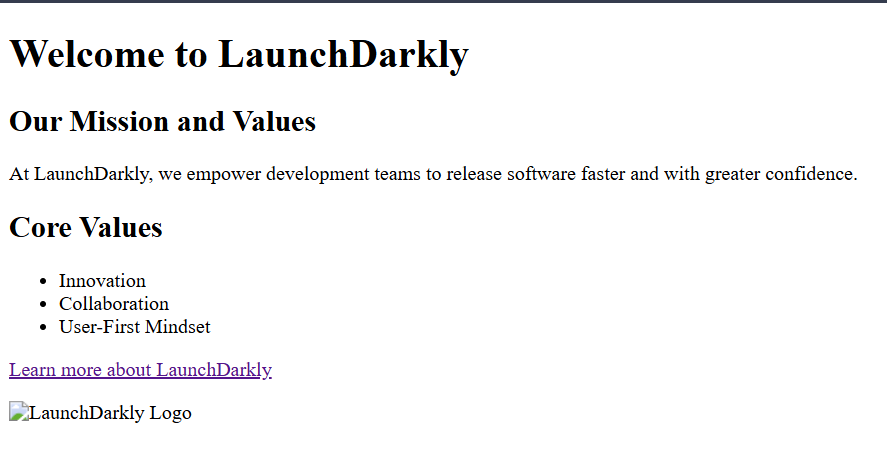 Welcome to LaunchDarkly
Our Mission and Values
At LaunchDarkly, we empower development teams to release software faster and with greater confidence.
Core Values
• Innovation
• Collaboration
• User-First Mindset
Learn more about LaunchDarkly
LaunchDarkly Logo